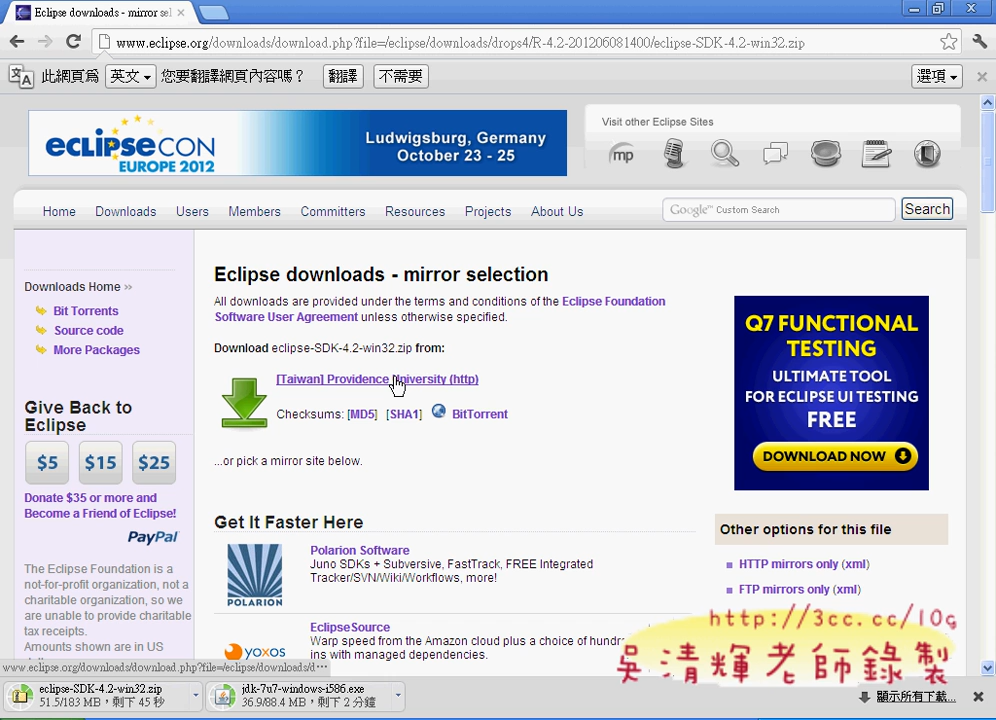 Eclipse downloads - mirror sel
www.eclipse.org/downloads/download.php?file=/eclipse/downloads/drops4/R-4.2-201206081400/eclipse-SDK-4.2-win32.zip
此網頁為 英文 您要翻譯網頁內容嗎？ 翻譯 不需要 選項
eclipsecon
EUROPE 2012
Ludwigsburg, Germany
October 23 - 25
Visit other Eclipse Sites
mp
Home Downloads Users Members Committers Resources Projects About Us
Google™ Custom Search Search
Downloads Home »
Bit Torrents
Source code
More Packages
Give Back to
Eclipse
$5 $15 $25
Donate $35 or more and
Become a Friend of Eclipse!
PayPal
The Eclipse Foundation is a
not-for-profit organization, not a
charitable organization, so we
are unable to provide charitable
tax receipts.
Amounts shown are in US
Eclipse downloads - mirror selection
All downloads are provided under the terms and conditions of the Eclipse Foundation
Software User Agreement unless otherwise specified.
Download eclipse-SDK-4.2-win32.zip from:
[Taiwan] Providence University (http)
Checksums: [MD5] [SHA1] BitTorrent
...or pick a mirror site below.
Get It Faster Here
POLARION
Polarion Software
Juno SDKs + Subversive, FastTrack, FREE Integrated
Tracker/SVN/Wiki/Workflows, more!
YOXOS
EclipseSource
Warp speed from the Amazon cloud plus a choice of hundr
ins with managed dependencies.
Q7 FUNCTIONAL
TESTING
ULTIMATE TOOL
FOR ECLIPSE UI TESTING
FREE
DOWNLOAD NOW
Other options for this file
HTTP mirrors only (xml)
FTP mirrors only (xml)
http://3cc.cc/10g
吳清輝老師錄製
www.eclipse.org/downloads/download.php?file=/eclipse/downloads/d···
eclipse-SDK-4.2-win32.zip
51.5/183 MB，剩下 45 秒
jdk-7u7-windows-i586.exe
36.9/88.4 MB，剩下 2 分鐘
顯示所有下載...